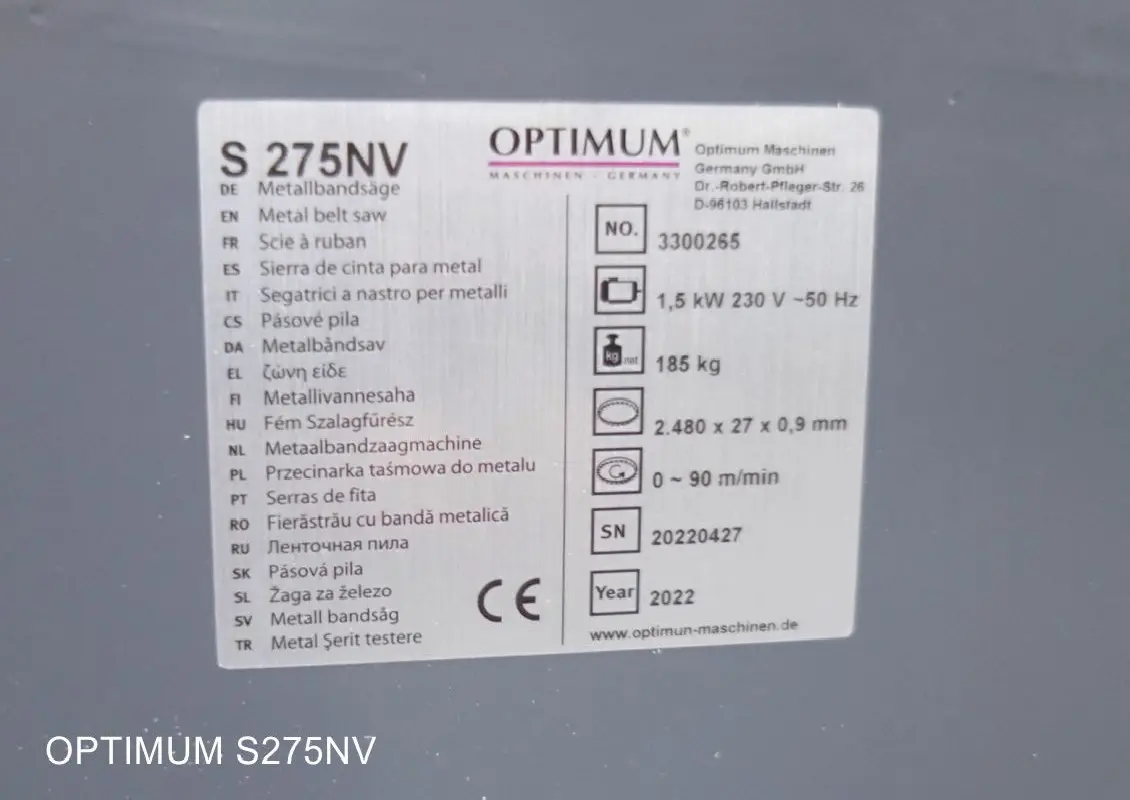 S 275NV
DE Metallbandsäge
EN Metal belt saw
FR Scie à ruban
ES Sierra de cinta para metal
IT Segatrici a nastro per metalli
CS Pásové pila
DA Metalbåndsav
EL ζώνη είδε
FI Metallivannesaha
HU Fém Szalagfűrész
NL Metaalbandzaagmachine
PL Przecinarka taśmowa do metalu
PT Serras de fita
RO Fierăstrău cu bandă metalică
RU Ленточная пила
SK Pásová pila
SL Žaga za železo
SV Metall bandsåg
TR Metal Şerit testere
CE
OPTIMUM®
MASCHINEN - GERMANY
Optimum Maschinen
Germany GmbH
Dr.-Robert-Pfleger-Str. 26
D-96103 Hallstadt
NO. 3300265
1,5 kW 230 V ~50 Hz
kg net 185 kg
2.480 x 27 x 0,9 mm
0 ~ 90 m/min
SN 20220427
Year 2022
www.optimun-maschinen.de
OPTIMUM S275NV